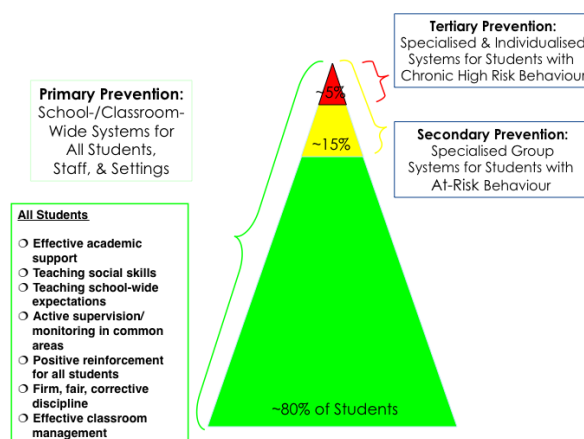 Tertiary Prevention:
Specialised & Individualised
Systems for Students with
Chronic High Risk Behaviour
Primary Prevention:
School-/Classroom-
Wide Systems for
All Students,
Staff, & Settings
~5%
~15%
Secondary Prevention:
Specialised Group
Systems for Students with
At-Risk Behaviour
All Students
❍ Effective academic
support
❍ Teaching social skills
❍ Teaching school-wide
expectations
❍ Active supervision/
monitoring in common
areas
❍ Positive reinforcement
for all students
❍ Firm, fair, corrective
discipline
❍ Effective classroom
management
~80% of Students